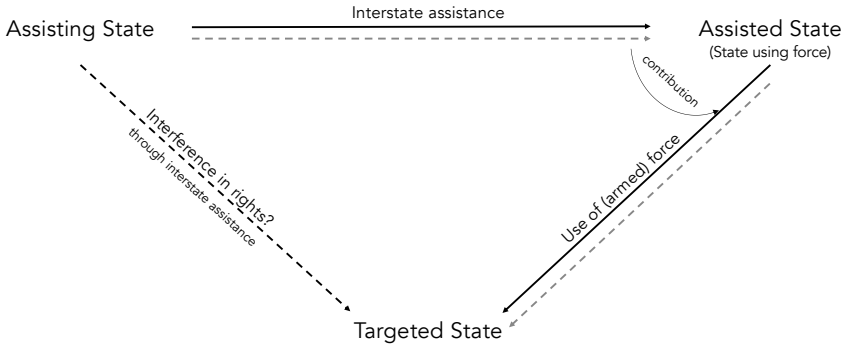 Interstate assistance
Assisting State
Assisted State
(State using force)
contribution
Interference in rights?
through interstate assistance
Use of (armed) force
Targeted State